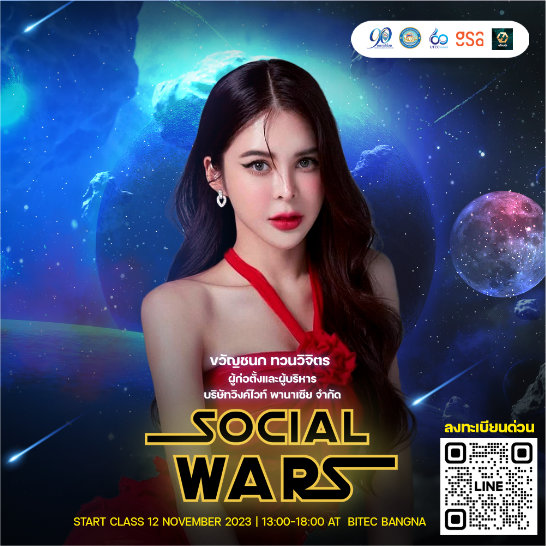 90
60
GSA
ขวัญชนก ทวนวิจิตร
ผู้ก่อตั้งและผู้บริหาร
บริษัทวิงค์ไวท์ พานาเซีย จำกัด
SOCIAL
WARS
ลงทะเบียนด่วน
LINE
START CLASS 12 NOVEMBER 2023 | 13:00-18:00 AT BITEC BANGNA